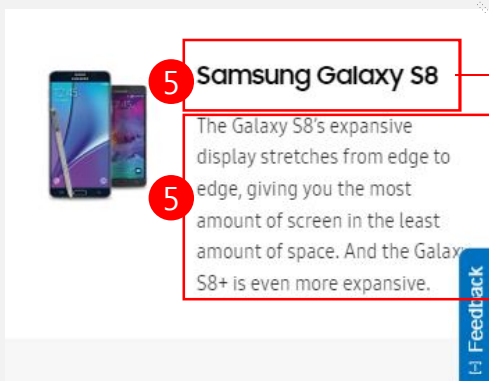 5
Samsung Galaxy S8
5
The Galaxy S8's expansive
display stretches from edge to
edge, giving you the most
amount of screen in the least
amount of space. And the Galaxy
S8+ is even more expansive.
[-] Feedback